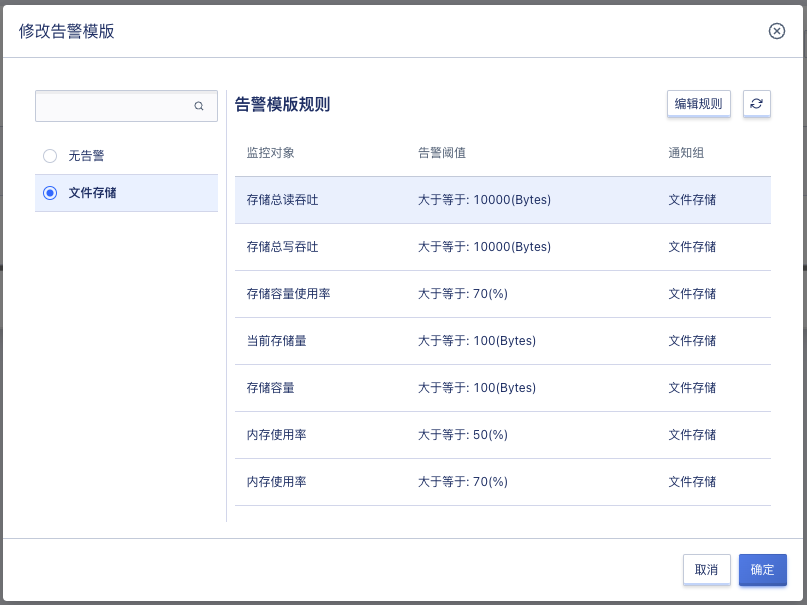 修改告警模版
告警模版规则
编辑规则
无告警
文件存储
监控对象 告警阈值 通知组
存储总读吞吐 大于等于: 10000(Bytes) 文件存储
存储总写吞吐 大于等于: 10000(Bytes) 文件存储
存储容量使用率 大于等于: 70(%) 文件存储
当前存储量 大于等于: 100(Bytes) 文件存储
存储容量 大于等于: 100(Bytes) 文件存储
内存使用率 大于等于: 50(%) 文件存储
内存使用率 大于等于: 70(%) 文件存储
取消 确定